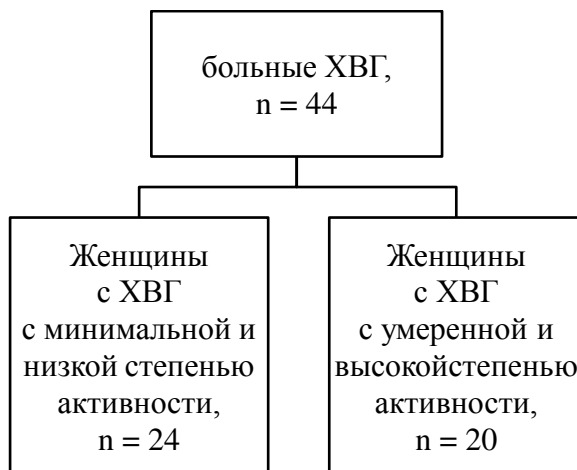 больные ХВГ,
n = 44
Женщины
с ХВГ
с минимальной и
низкой степенью
активности,
n = 24
Женщины
с ХВГ
с умеренной и
высокойстепенью
активности,
n = 20